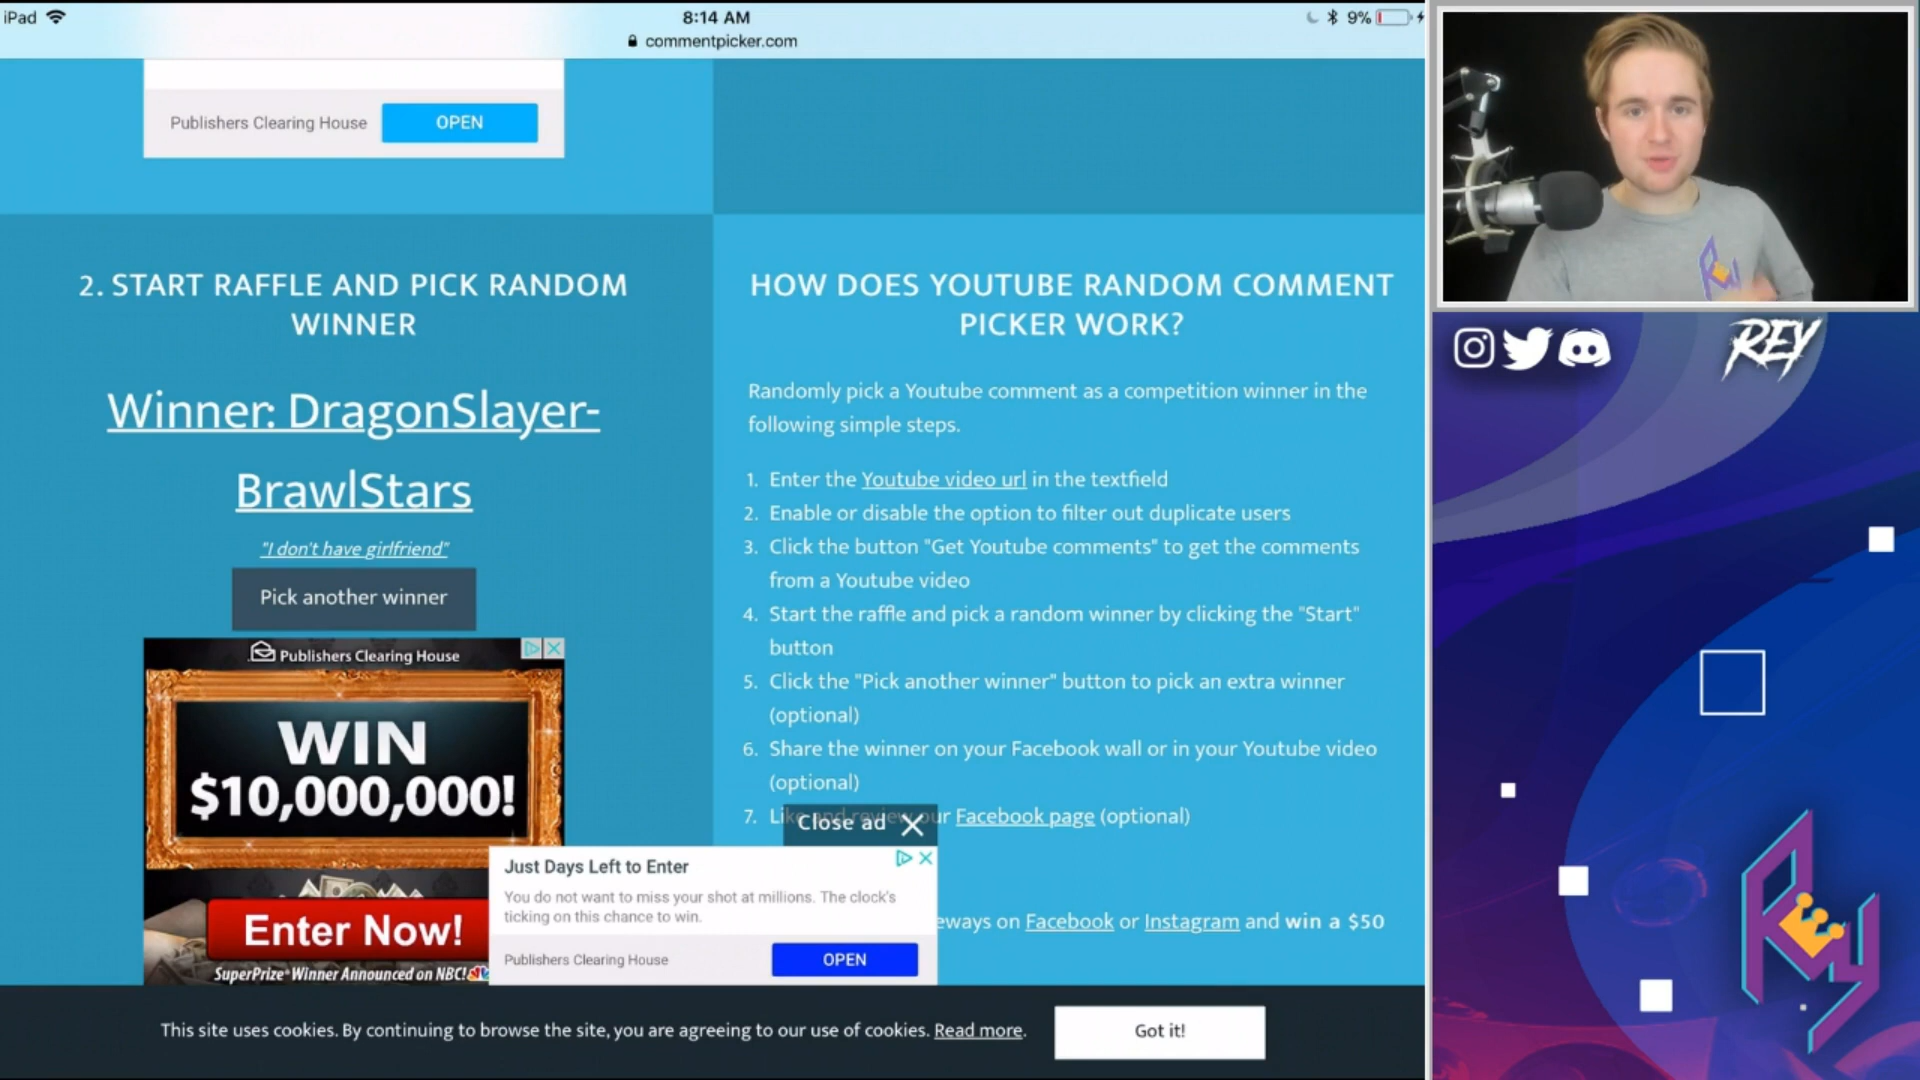 iPad
8:14 AM
9%
commentpicker.com
Publishers Clearing House
OPEN
2. START RAFFLE AND PICK RANDOM
WINNER
Winner: DragonSlayer-
BrawlStars
"I don't have girlfriend"
Pick another winner
Publishers Clearing House
WIN
$10,000,000!
Enter Now!
SuperPrize® Winner Announced on NBC!
HOW DOES YOUTUBE RANDOM COMMENT
PICKER WORK?
Randomly pick a Youtube comment as a competition winner in the
following simple steps.
1. Enter the Youtube video url in the textfield
2. Enable or disable the option to filter out duplicate users
3. Click the button "Get Youtube comments" to get the comments
from a Youtube video
4. Start the raffle and pick a random winner by clicking the "Start"
button
5. Click the "Pick another winner" button to pick an extra winner
(optional)
6. Share the winner on your Facebook wall or in your Youtube video
(optional)
7. Like and review our Facebook page (optional)
Close ad
Just Days Left to Enter
You do not want to miss your shot at millions. The clock's
ticking on this chance to win.
Publishers Clearing House
OPEN
eways on Facebook or Instagram and win a $50
This site uses cookies. By continuing to browse the site, you are agreeing to our use of cookies. Read more.
Got it!
REY
Rey